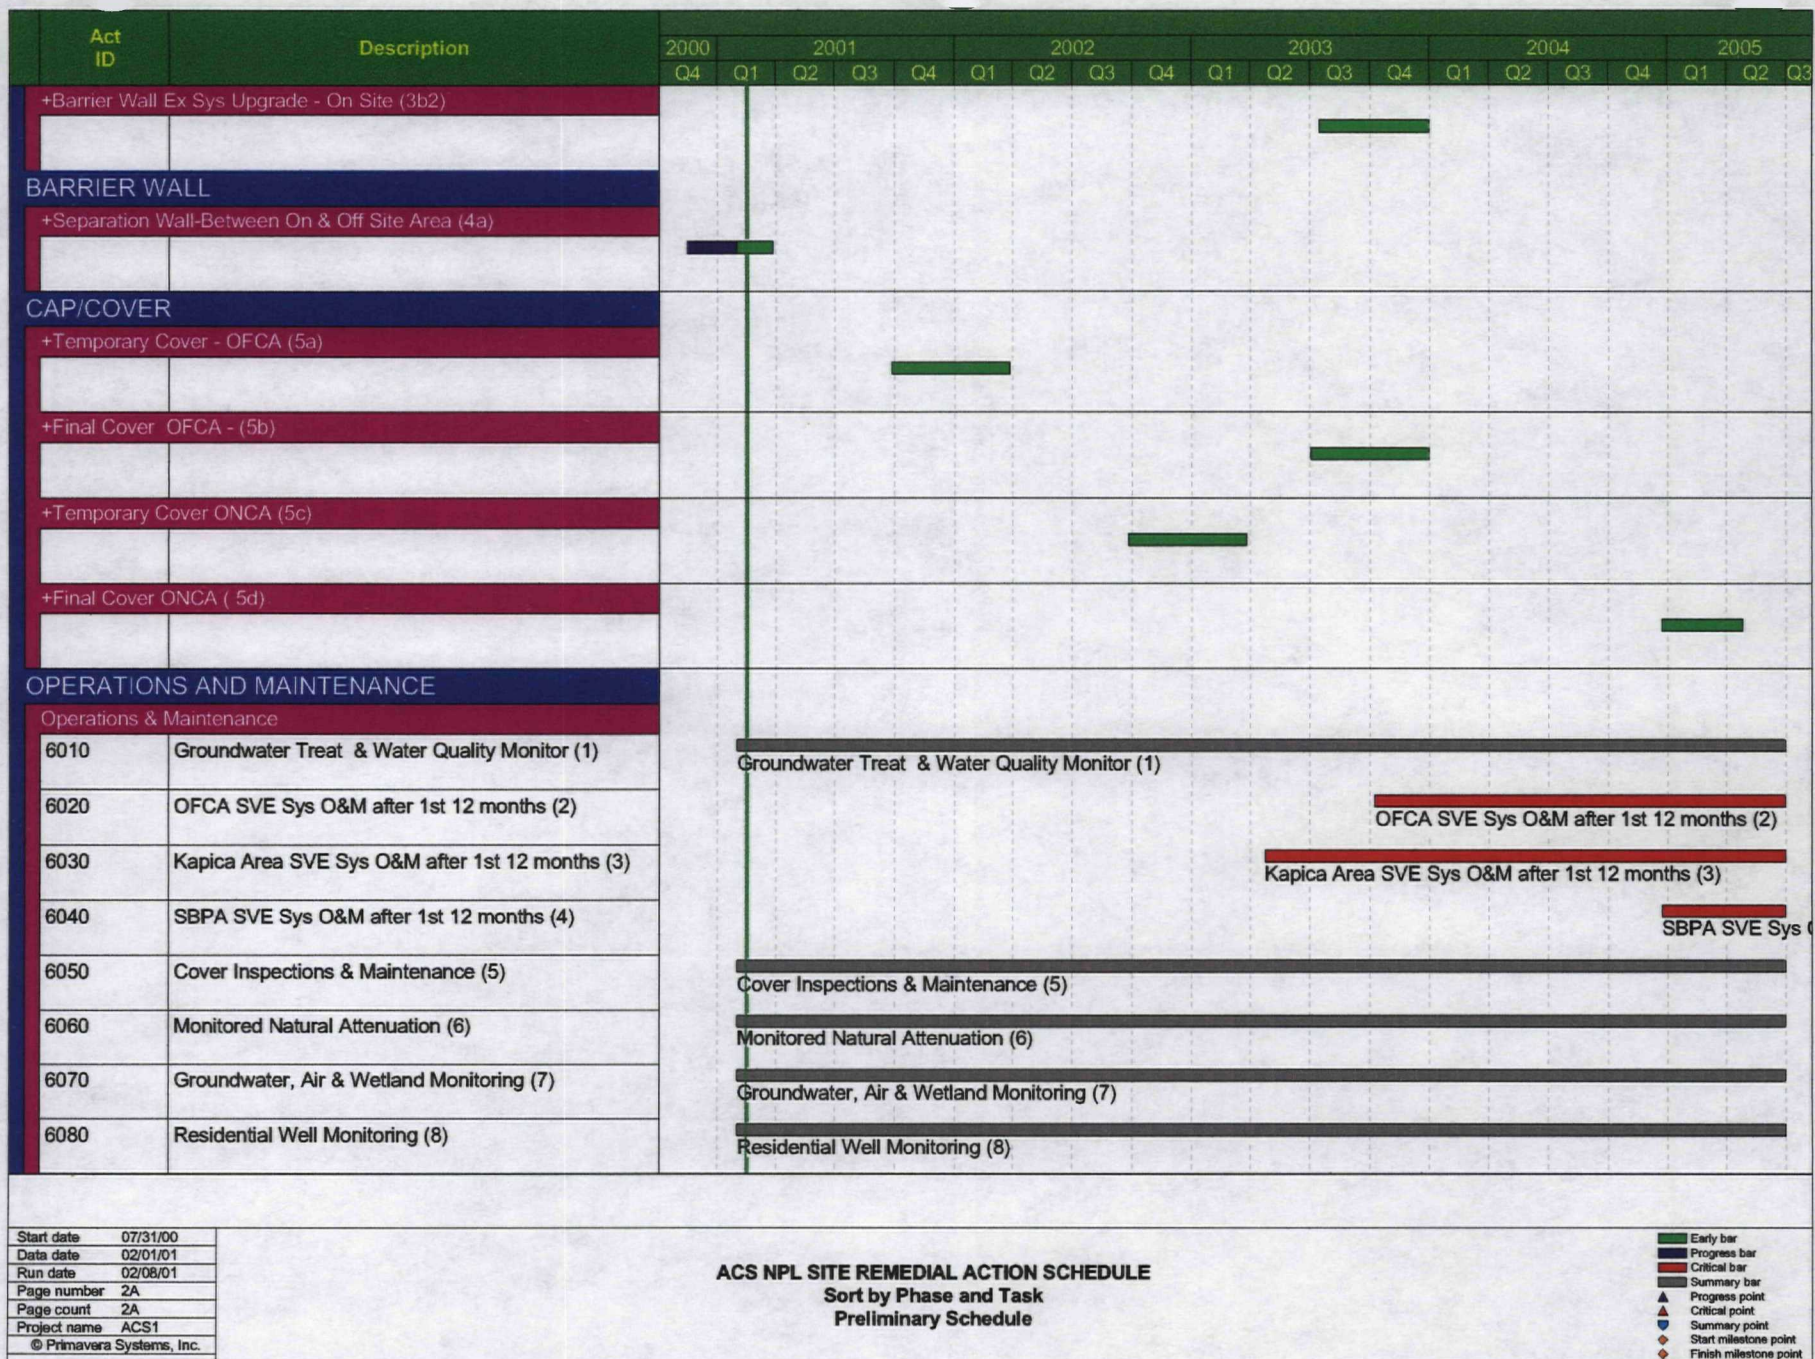 Act
ID
Description
2000 2001 2002 2003 2004 2005
Q4 Q1 Q2 Q3 Q4 Q1 Q2 Q3 Q4 Q1 Q2 Q3 Q4 Q1 Q2 Q3 Q4 Q1 Q2 Q3
+Barrier Wall Ex Sys Upgrade - On Site (3b2)
BARRIER WALL
+Separation Wall-Between On & Off Site Area (4a)
CAP/COVER
+Temporary Cover - OFCA (5a)
+Final Cover OFCA - (5b)
+Temporary Cover ONCA (5c)
+Final Cover ONCA ( 5d)
OPERATIONS AND MAINTENANCE
Operations & Maintenance
6010 Groundwater Treat & Water Quality Monitor (1)
Groundwater Treat & Water Quality Monitor (1)
6020 OFCA SVE Sys O&M after 1st 12 months (2)
OFCA SVE Sys O&M after 1st 12 months (2)
6030 Kapica Area SVE Sys O&M after 1st 12 months (3)
Kapica Area SVE Sys O&M after 1st 12 months (3)
6040 SBPA SVE Sys O&M after 1st 12 months (4)
SBPA SVE Sys
6050 Cover Inspections & Maintenance (5)
Cover Inspections & Maintenance (5)
6060 Monitored Natural Attenuation (6)
Monitored Natural Attenuation (6)
6070 Groundwater, Air & Wetland Monitoring (7)
Groundwater, Air & Wetland Monitoring (7)
6080 Residential Well Monitoring (8)
Residential Well Monitoring (8)
Start date 07/31/00
Data date 02/01/01
Run date 02/08/01
Page number 2A
Page count 2A
Project name ACS1
© Primavera Systems, Inc.
ACS NPL SITE REMEDIAL ACTION SCHEDULE
Sort by Phase and Task
Preliminary Schedule
Early bar
Progress bar
Critical bar
Summary bar
Progress point
Critical point
Summary point
Start milestone point
Finish milestone point